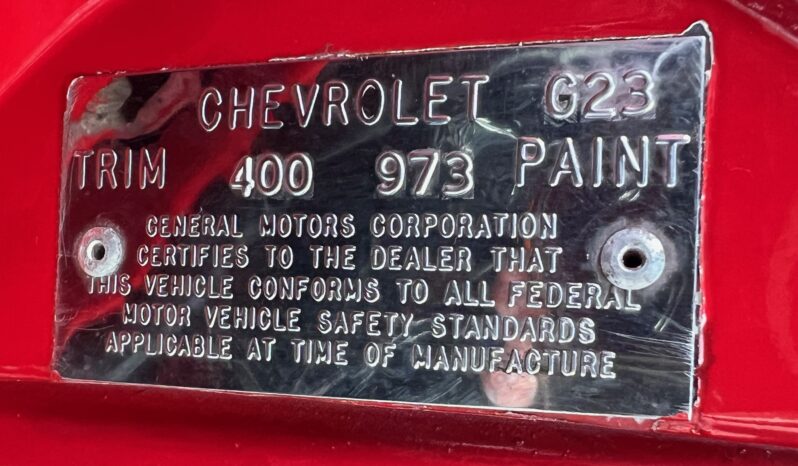 CHEVROLET G23
TRIM 400 973 PAINT
GENERAL MOTORS CORPORATION
CERTIFIES TO THE DEALER THAT
THIS VEHICLE CONFORMS TO ALL FEDERAL
MOTOR VEHICLE SAFETY STANDARDS
APPLICABLE AT TIME OF MANUFACTURE